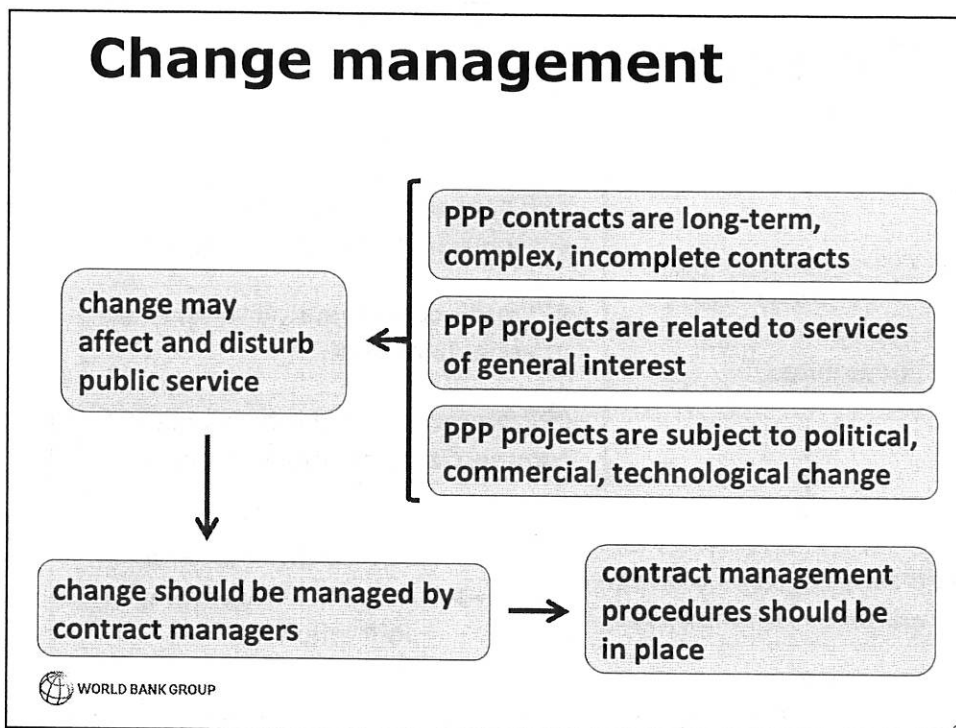 Change management
PPP contracts are long-term,
complex, incomplete contracts
change may
affect and disturb
public service
PPP projects are related to services
of general interest
PPP projects are subject to political,
commercial, technological change
change should be managed by
contract managers
contract management
procedures should be
in place
WORLD BANK GROUP